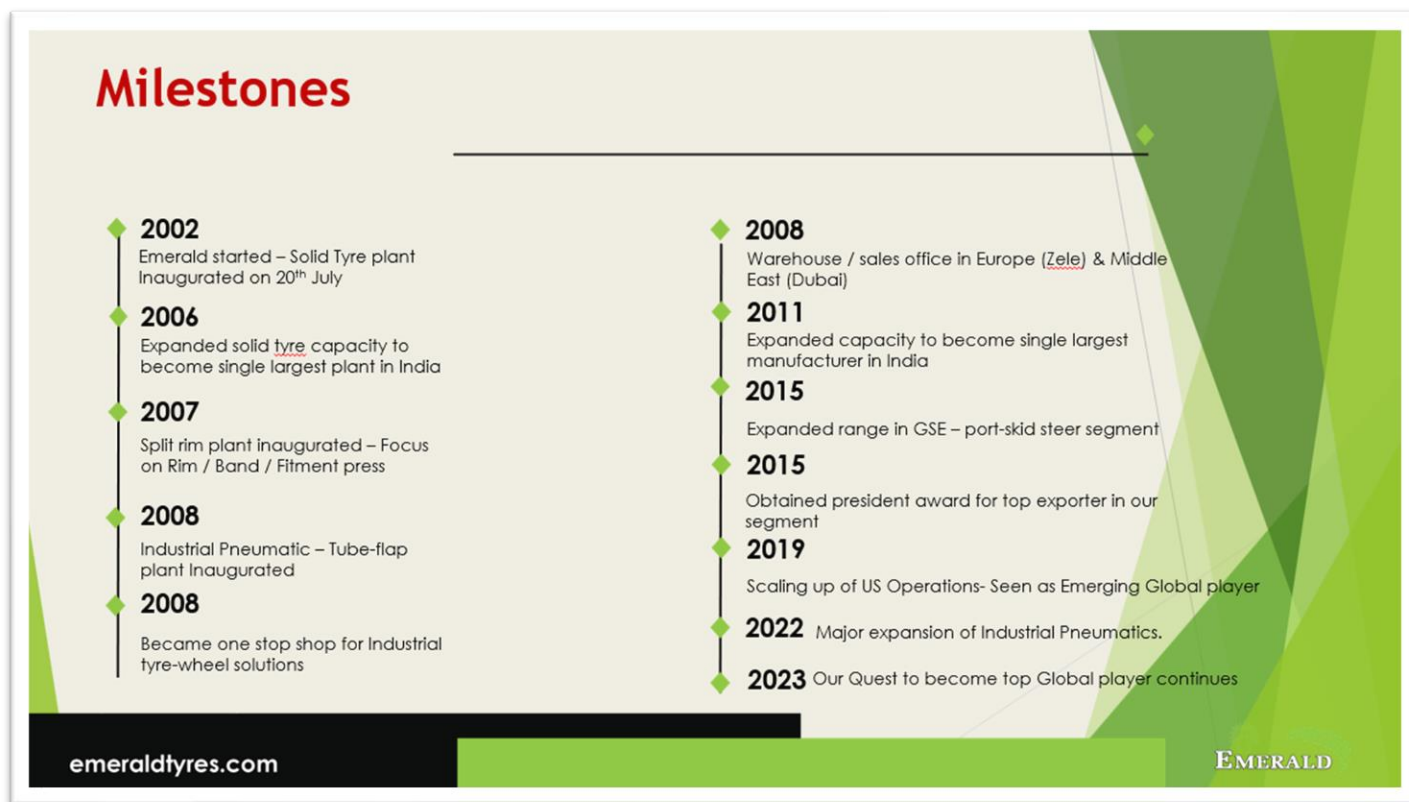 Milestones
2002
Emerald started – Solid Tyre plant
Inaugurated on 20th July
2006
Expanded solid tyre capacity to
become single largest plant in India
2007
Split rim plant inaugurated – Focus
on Rim / Band / Fitment press
2008
Industrial Pneumatic – Tube-flap
plant Inaugurated
2008
Became one stop shop for Industrial
tyre-wheel solutions
2008
Warehouse / sales office in Europe (Zele) & Middle
East (Dubai)
2011
Expanded capacity to become single largest
manufacturer in India
2015
Expanded range in GSE – port-skid steer segment
2015
Obtained president award for top exporter in our
segment
2019
Scaling up of US Operations- Seen as Emerging Global player
2022 Major expansion of Industrial Pneumatics.
2023 Our Quest to become top Global player continues
emeraldtyres.com
EMERALD